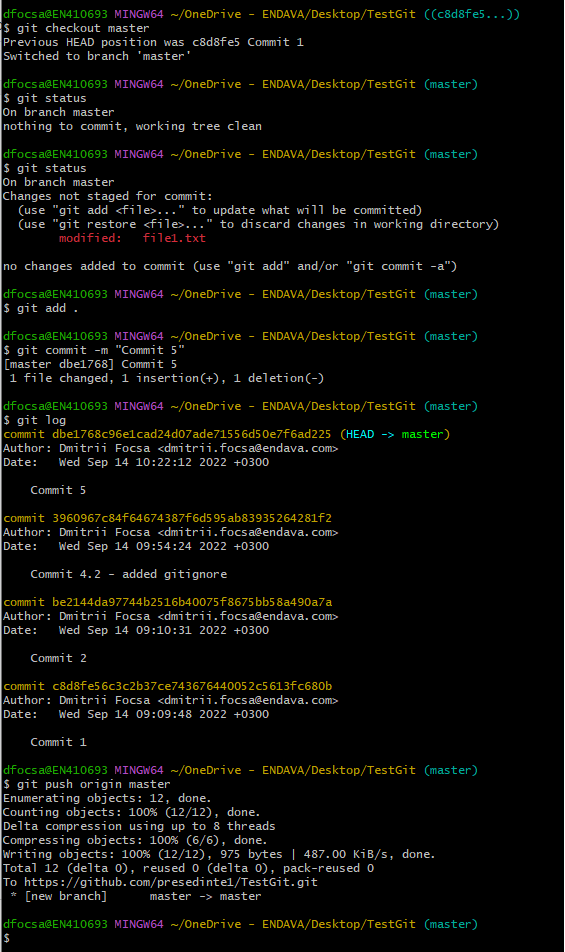 dfocsa@EN410693 MINGW64 ~/OneDrive - ENDAVA/Desktop/TestGit ((c8d8fe5...))
$ git checkout master
Previous HEAD position was c8d8fe5 Commit 1
Switched to branch 'master'
dfocsa@EN410693 MINGW64 ~/OneDrive - ENDAVA/Desktop/TestGit (master)
$ git status
On branch master
nothing to commit, working tree clean
dfocsa@EN410693 MINGW64 ~/OneDrive - ENDAVA/Desktop/TestGit (master)
$ git status
On branch master
Changes not staged for commit:
(use "git add <file>..." to update what will be committed)
(use "git restore <file>..." to discard changes in working directory)
modified: file1.txt
no changes added to commit (use "git add" and/or "git commit -a")
dfocsa@EN410693 MINGW64 ~/OneDrive - ENDAVA/Desktop/TestGit (master)
$ git add .
dfocsa@EN410693 MINGW64 ~/OneDrive - ENDAVA/Desktop/TestGit (master)
$ git commit -m "Commit 5"
[master dbe1768] Commit 5
1 file changed, 1 insertion(+), 1 deletion(-)
dfocsa@EN410693 MINGW64 ~/OneDrive - ENDAVA/Desktop/TestGit (master)
$ git log
commit dbe1768c96e1cad24d07ade71556d50e7f6ad225 (HEAD -> master)
Author: Dmitrii Focsa <dmitrii.focsa@endava.com>
Date: Wed Sep 14 10:22:12 2022 +0300
Commit 5
commit 3960967c84f64674387f6d595ab83935264281f2
Author: Dmitrii Focsa <dmitrii.focsa@endava.com>
Date: Wed Sep 14 09:54:24 2022 +0300
Commit 4.2 - added gitignore
commit be2144da97744b2516b40075f8675bb58a490a7a
Author: Dmitrii Focsa <dmitrii.focsa@endava.com>
Date: Wed Sep 14 09:10:31 2022 +0300
Commit 2
commit c8d8fe56c3c2b37ce743676440052c5613fc680b
Author: Dmitrii Focsa <dmitrii.focsa@endava.com>
Date: Wed Sep 14 09:09:48 2022 +0300
Commit 1
dfocsa@EN410693 MINGW64 ~/OneDrive - ENDAVA/Desktop/TestGit (master)
$ git push origin master
Enumerating objects: 12, done.
Counting objects: 100% (12/12), done.
Delta compression using up to 8 threads
Compressing objects: 100% (6/6), done.
Writing objects: 100% (12/12), 975 bytes | 487.00 KiB/s, done.
Total 12 (delta 0), reused 0 (delta 0), pack-reused 0
To https://github.com/presedinte1/TestGit.git
* [new branch] master -> master
dfocsa@EN410693 MINGW64 ~/OneDrive - ENDAVA/Desktop/TestGit (master)
$